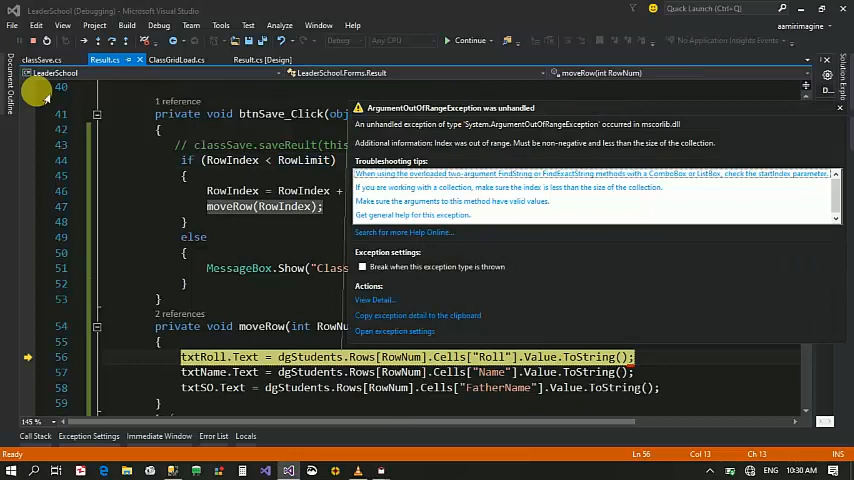 LeaderSchool (Debugging) - Microsoft Visual Studio
Quick Launch (Ctrl+Q)
File Edit View Project Build Debug Team Tools Architecture Test Analyze Window Help
aamirimagine
Debug
Continue
No Application Insights Events
Document Outline
classSave.cs Result.cs ClassGridLoad.cs Result.cs [Design]
Solution Explorer
LeaderSchool LeaderSchool.Forms.Result moveRow(int RowNum)
D...
40
1 reference
41 private void btnSave_Click(obj
42 {
43 // classSave.saveReult(this
44 if (RowIndex < RowLimit)
45 {
46 RowIndex = RowIndex +
47 moveRow(RowIndex);
48 }
49 else
50 {
51 MessageBox.Show("Class
52 }
53 }
2 references
54 private void moveRow(int RowNu
55 {
56 txtRoll.Text = dgStudents.Rows[RowNum].Cells["Roll"].Value.ToString();
57 txtName.Text = dgStudents.Rows[RowNum].Cells["Name"].Value.ToString();
58 txtSO.Text = dgStudents.Rows[RowNum].Cells["FatherName"].Value.ToString();
59 }
ArgumentOutOfRangeException was unhandled
An unhandled exception of type 'System.ArgumentOutOfRangeException' occurred in mscorlib.dll
Additional information: Index was out of range. Must be non-negative and less than the size of the collection.
Troubleshooting tips:
When using the overloaded two-argument FindString or FindExactString methods with a ComboBox or ListBox, check the startIndex parameter.
If you are working with a collection, make sure the index is less than the size of the collection.
Make sure the arguments to this method have valid values.
Get general help for this exception.
Search for more Help Online...
Exception settings:
Break when this exception type is thrown
Actions:
View Detail...
Copy exception detail to the clipboard
Open exception settings
145 %
Call Stack Exception Settings Immediate Window Error List Locals
Ready Ln 56 Col 13 Ch 13 INS
ENG 10:30 AM